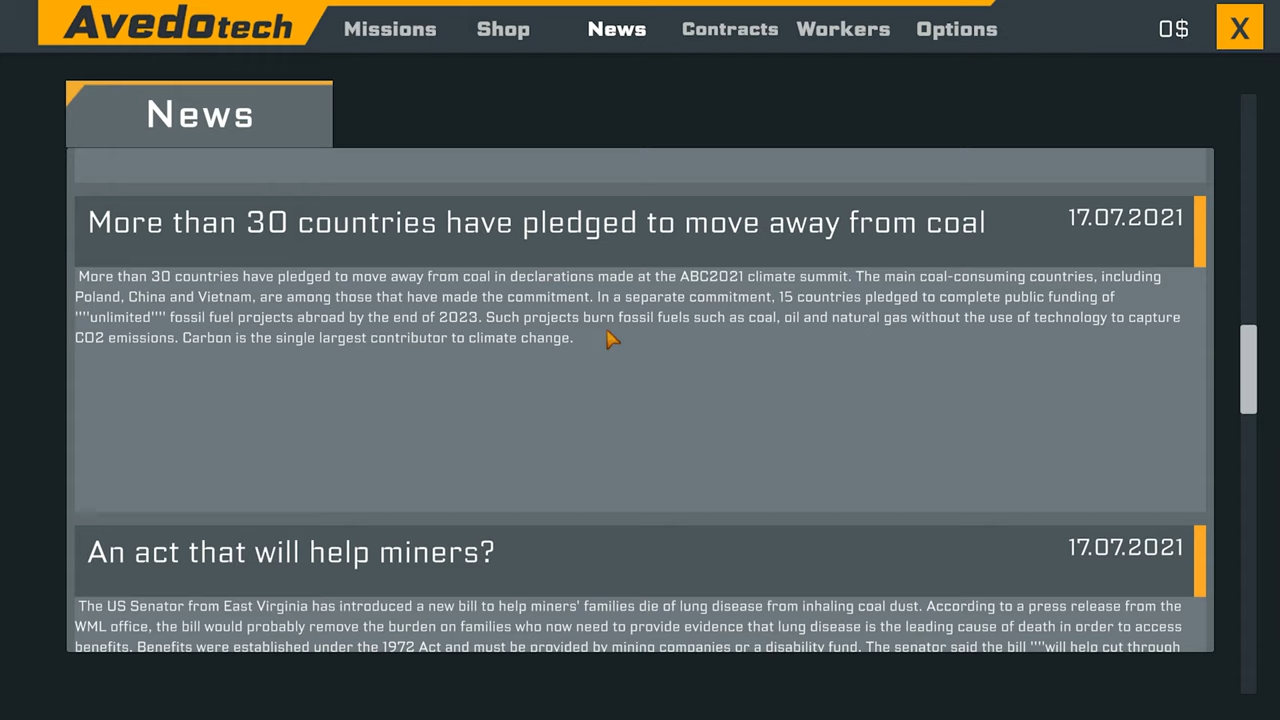 Avedotech Missions Shop News Contracts Workers Options 0$ X
News
More than 30 countries have pledged to move away from coal 17.07.2021
More than 30 countries have pledged to move away from coal in declarations made at the ABC2021 climate summit. The main coal-consuming countries, including
Poland, China and Vietnam, are among those that have made the commitment. In a separate commitment, 15 countries pledged to complete public funding of
""unlimited"" fossil fuel projects abroad by the end of 2023. Such projects burn fossil fuels such as coal, oil and natural gas without the use of technology to capture
CO2 emissions. Carbon is the single largest contributor to climate change.
An act that will help miners? 17.07.2021
The US Senator from East Virginia has introduced a new bill to help miners' families die of lung disease from inhaling coal dust. According to a press release from the
WML office, the bill would probably remove the burden on families who now need to provide evidence that lung disease is the leading cause of death in order to access
benefits. Benefits were established under the 1972 Act and must be provided by mining companies or a disability fund. The senator said the bill ""will help cut through